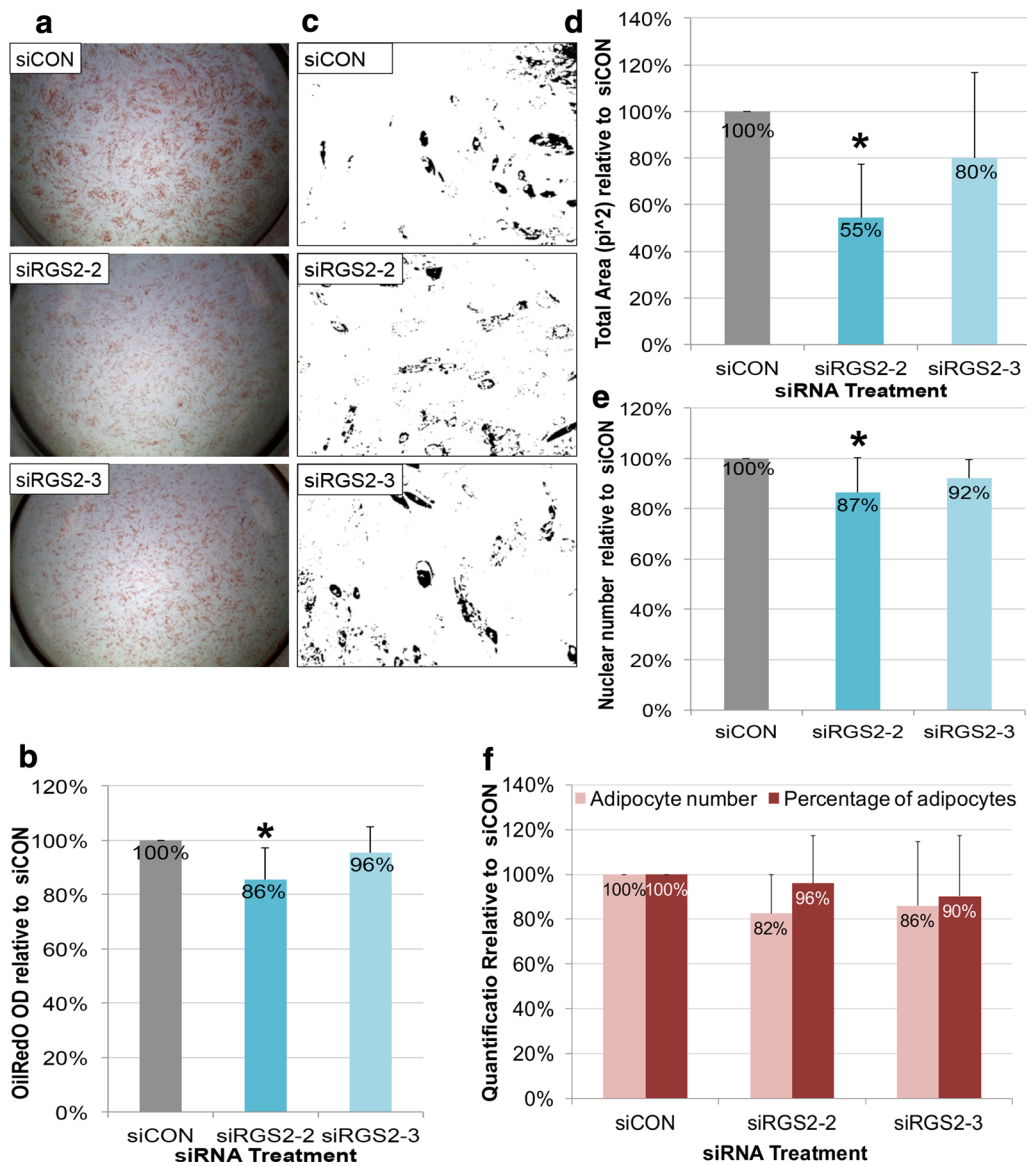 a
siCON
siRGS2-2
siRGS2-3
c
siCON
siRGS2-2
siRGS2-3
d
Total Area (pi^2) relative to siCON
140%
120%
100%
80%
60%
40%
20%
0%
100%
*
55%
80%
siCON siRGS2-2 siRGS2-3
siRNA Treatment
e
Nuclear number relative to siCON
120%
100%
80%
60%
40%
20%
0%
100%
*
87%
92%
siCON siRGS2-2 siRGS2-3
b
OilRedO OD relative to siCON
120%
100%
80%
60%
40%
20%
0%
100%
*
86%
96%
siCON siRGS2-2 siRGS2-3
siRNA Treatment
f
Quantificatio Rrelative to siCON
140%
120%
100%
80%
60%
40%
20%
0%
Adipocyte number Percentage of adipocytes
100% 100%
82% 96%
86% 90%
siCON siRGS2-2 siRGS2-3
siRNA Treatment